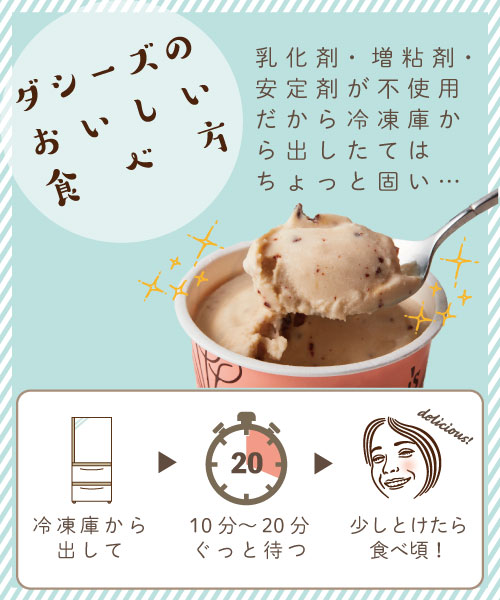 ダシーズの
おいしい
食べ方
乳化剤・増粘剤・
安定剤が不使用
だから冷凍庫か
ら出したては
ちょっと固い…
20
delicious!
冷凍庫から
出して
10分〜20分
ぐっと待つ
少しとけたら
食べ頃！